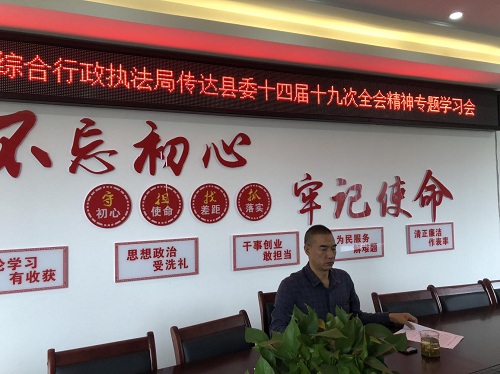 综合行政执法局传达县委十四届十九次全会精神专题学习会
不忘初心
守 担 找 抓
初心 使命 差距 落实
牢记使命
论学习
有收获
思想政治
受洗礼
干事创业
敢担当
为民服务
解难题
清正廉洁
作表率